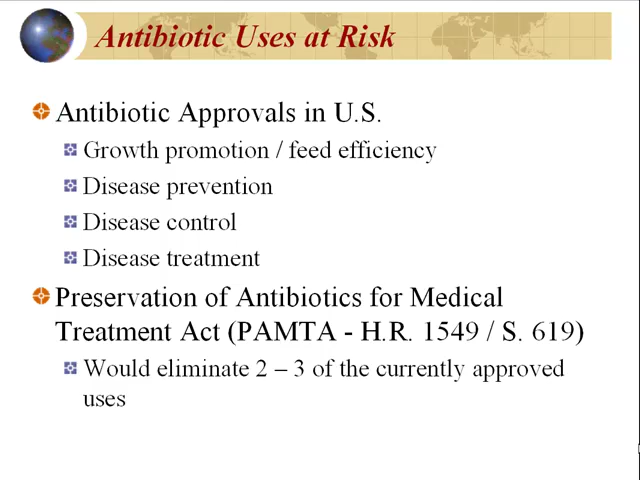 Antibiotic Uses at Risk
Antibiotic Approvals in U.S.
Growth promotion / feed efficiency
Disease prevention
Disease control
Disease treatment
Preservation of Antibiotics for Medical
Treatment Act (PAMTA - H.R. 1549 / S. 619)
Would eliminate 2 – 3 of the currently approved
uses